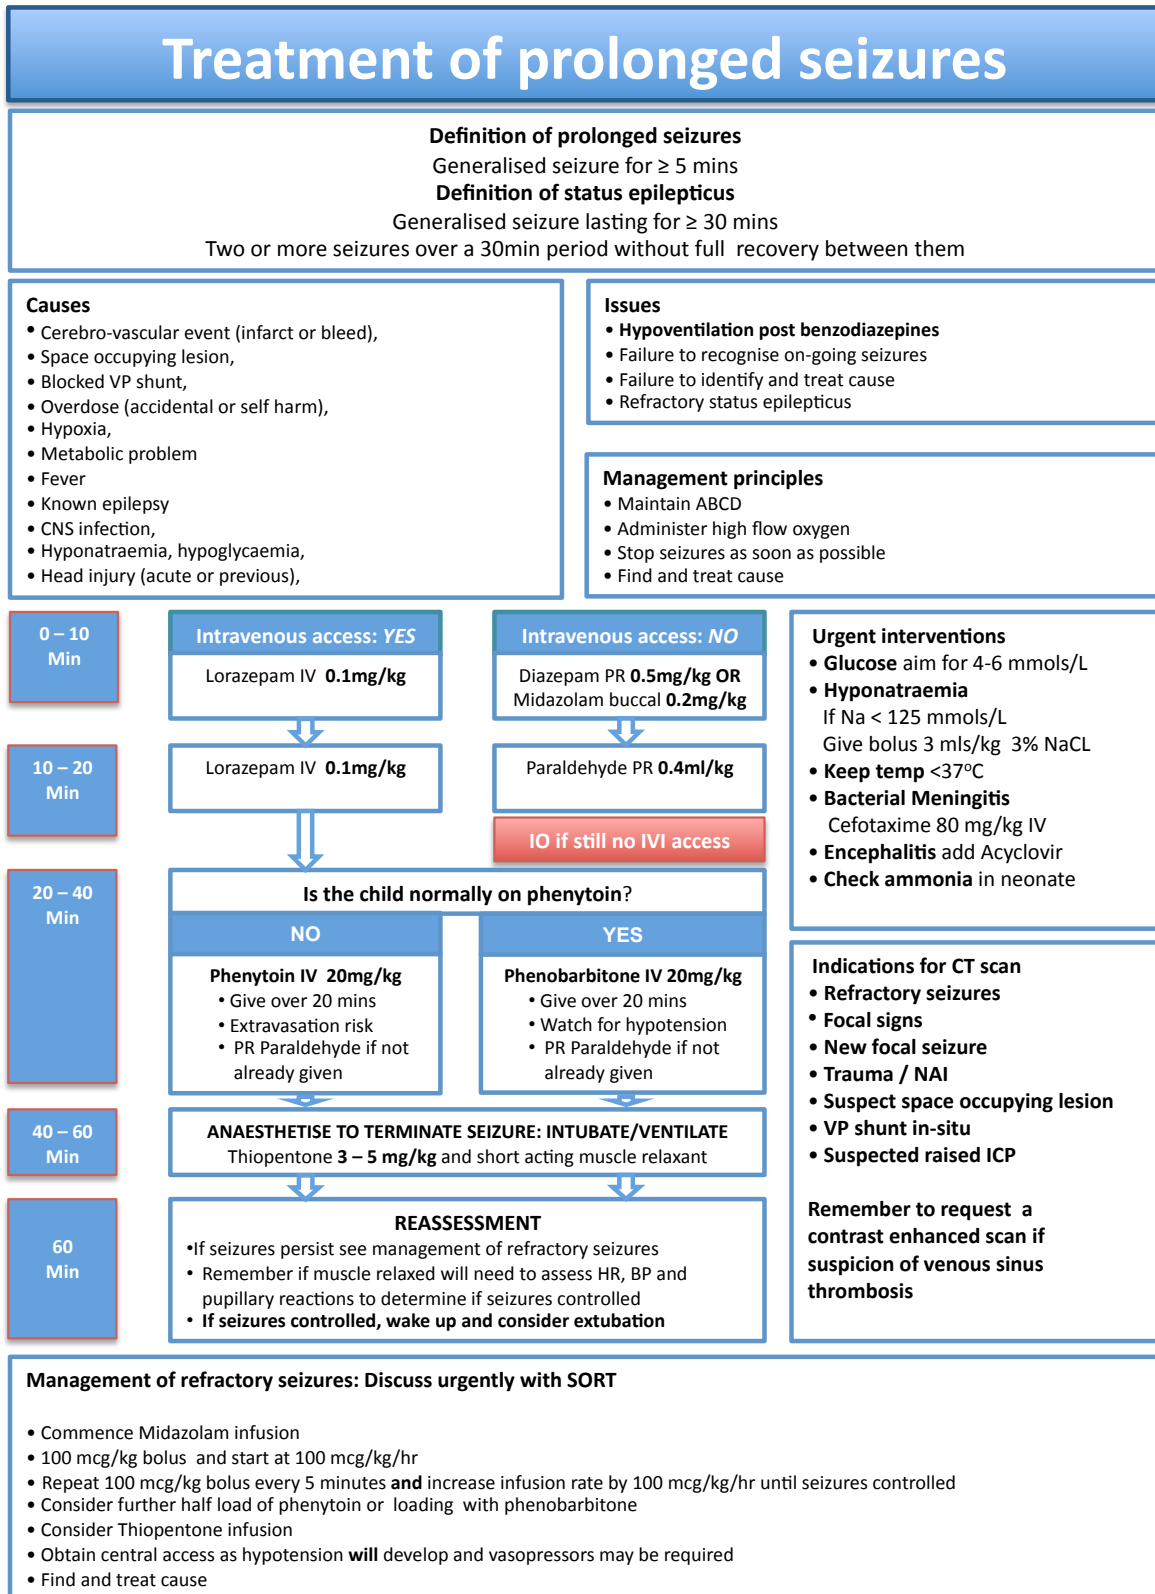 Treatment of prolonged seizures
Definition of prolonged seizures
Generalised seizure for ≥ 5 mins
Definition of status epilepticus
Generalised seizure lasting for ≥ 30 mins
Two or more seizures over a 30min period without full recovery between them
Causes
• Cerebro-vascular event (infarct or bleed),
• Space occupying lesion,
• Blocked VP shunt,
• Overdose (accidental or self harm),
• Hypoxia,
• Metabolic problem
• Fever
• Known epilepsy
• CNS infection,
• Hyponatraemia, hypoglycaemia,
• Head injury (acute or previous),
Issues
• Hypoventilation post benzodiazepines
• Failure to recognise on-going seizures
• Failure to identify and treat cause
• Refractory status epilepticus
Management principles
• Maintain ABCD
• Administer high flow oxygen
• Stop seizures as soon as possible
• Find and treat cause
0 – 10
Min
Intravenous access: YES
Lorazepam IV 0.1mg/kg
Intravenous access: NO
Diazepam PR 0.5mg/kg OR
Midazolam buccal 0.2mg/kg
10 – 20
Min
Lorazepam IV 0.1mg/kg
Paraldehyde PR 0.4ml/kg
IO if still no IVI access
20 – 40
Min
Is the child normally on phenytoin?
NO
Phenytoin IV 20mg/kg
• Give over 20 mins
• Extravasation risk
• PR Paraldehyde if not
already given
YES
Phenobarbitone IV 20mg/kg
• Give over 20 mins
• Watch for hypotension
• PR Paraldehyde if not
already given
40 – 60
Min
ANAESTHETISE TO TERMINATE SEIZURE: INTUBATE/VENTILATE
Thiopentone 3 – 5 mg/kg and short acting muscle relaxant
60
Min
REASSESSMENT
•If seizures persist see management of refractory seizures
• Remember if muscle relaxed will need to assess HR, BP and
pupillary reactions to determine if seizures controlled
• If seizures controlled, wake up and consider extubation
Urgent interventions
• Glucose aim for 4-6 mmols/L
• Hyponatraemia
If Na < 125 mmols/L
Give bolus 3 mls/kg 3% NaCL
• Keep temp <37°C
• Bacterial Meningitis
Cefotaxime 80 mg/kg IV
• Encephalitis add Acyclovir
• Check ammonia in neonate
Indications for CT scan
• Refractory seizures
• Focal signs
• New focal seizure
• Trauma / NAI
• Suspect space occupying lesion
• VP shunt in-situ
• Suspected raised ICP
Remember to request a
contrast enhanced scan if
suspicion of venous sinus
thrombosis
Management of refractory seizures: Discuss urgently with SORT
• Commence Midazolam infusion
• 100 mcg/kg bolus and start at 100 mcg/kg/hr
• Repeat 100 mcg/kg bolus every 5 minutes and increase infusion rate by 100 mcg/kg/hr until seizures controlled
• Consider further half load of phenytoin or loading with phenobarbitone
• Consider Thiopentone infusion
• Obtain central access as hypotension will develop and vasopressors may be required
• Find and treat cause